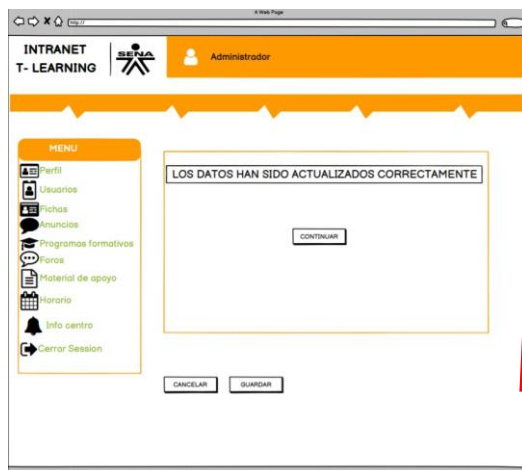 A Web Page
http://
INTRANET
T- LEARNING
SENA
Administrador
MENU
Perfil
Usuarios
Fichas
Anuncios
Programas formativos
Foros
Material de apoyo
Horario
Info centro
Cerrar Session
LOS DATOS HAN SIDO ACTUALIZADOS CORRECTAMENTE
CONTINUAR
CANCELAR
GUARDAR